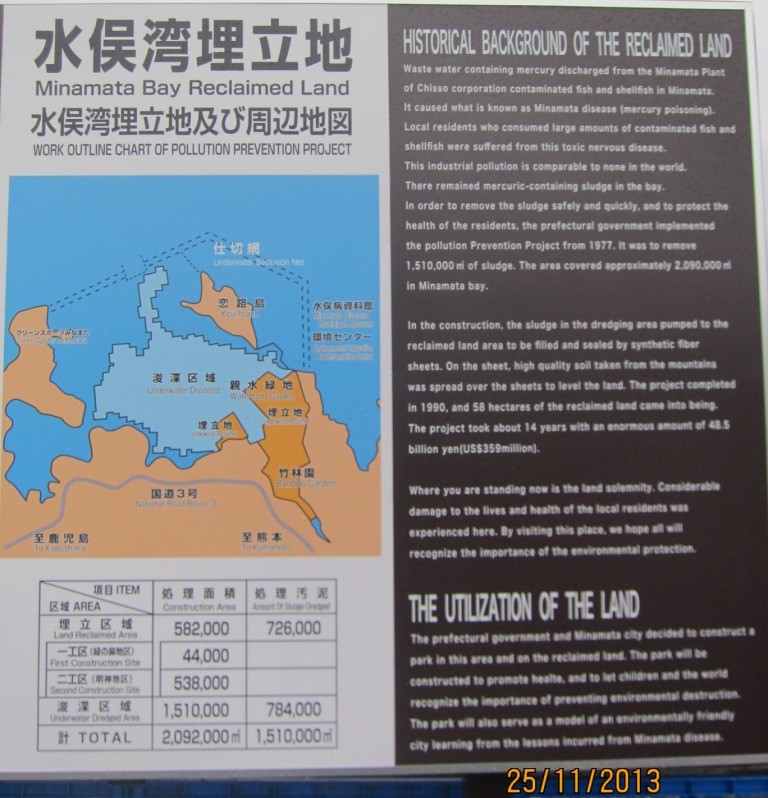 水俣湾埋立地
Minamata Bay Reclaimed Land
水俣湾埋立地及び周辺地図
WORK OUTLINE CHART OF POLLUTION PREVENTION PROJECT
仕切網
Underwater Seclusion Net
恋路島
Koiji Island
水俣病資料館
環境センター
グリーンスポーツみなまた
浚渫区域
Underwater Dredged
親水緑地
埋立地
埋立地
竹林園
Bamboo Garden
国道3号
National Road Route 3
至鹿児島
To Kagoshima
至熊本
To Kumamoto
項目 ITEM
区域 AREA
処理面積
Construction Area
処理汚泥
Amount Of Sludge Dredged
埋立区域
Land Reclaimed Area
582,000
726,000
一工区(緑の鼻地区)
First Construction Site
44,000
二工区(明神地区)
Second Construction Site
538,000
浚渫区域
Underwater Dredged Area
1,510,000
784,000
計 TOTAL
2,092,000㎡
1,510,000㎥
HISTORICAL BACKGROUND OF THE RECLAIMED LAND
Waste water containing mercury discharged from the Minamata Plant
of Chisso corporation contaminated fish and shellfish in Minamata.
It caused what is known as Minamata disease (mercury poisoning).
Local residents who consumed large amounts of contaminated fish and
shellfish were suffered from this toxic nervous disease.
This industrial pollution is comparable to none in the world.
There remained mercuric-containing sludge in the bay.
In order to remove the sludge safely and quickly, and to protect the
health of the residents, the prefectural government implemented
the pollution Prevention Project from 1977. It was to remove
1,510,000㎥ of sludge. The area covered approximately 2,090,000㎡
in Minamata bay.
In the construction, the sludge in the dredging area pumped to the
reclaimed land area to be filled and sealed by synthetic fiber
sheets. On the sheet, high quality soil taken from the mountains
was spread over the sheets to level the land. The project completed
in 1990, and 58 hectares of the reclaimed land came into being.
The project took about 14 years with an enormous amount of 48.5
billion yen(US$359million).
Where you are standing now is the land solemnity. Considerable
damage to the lives and health of the local residents was
experienced here. By visiting this place, we hope all will
recognize the importance of the environmental protection.
THE UTILIZATION OF THE LAND
The prefectural government and Minamata city decided to construct a
park in this area and on the reclaimed land. The park will be
constructed to promote healte, and to let children and the world
recognize the importance of preventing environmental destruction.
The park will also serve as a model of an environmentally friendly
city learning from the lessons incurred from Minamata disease.
25/11/2013